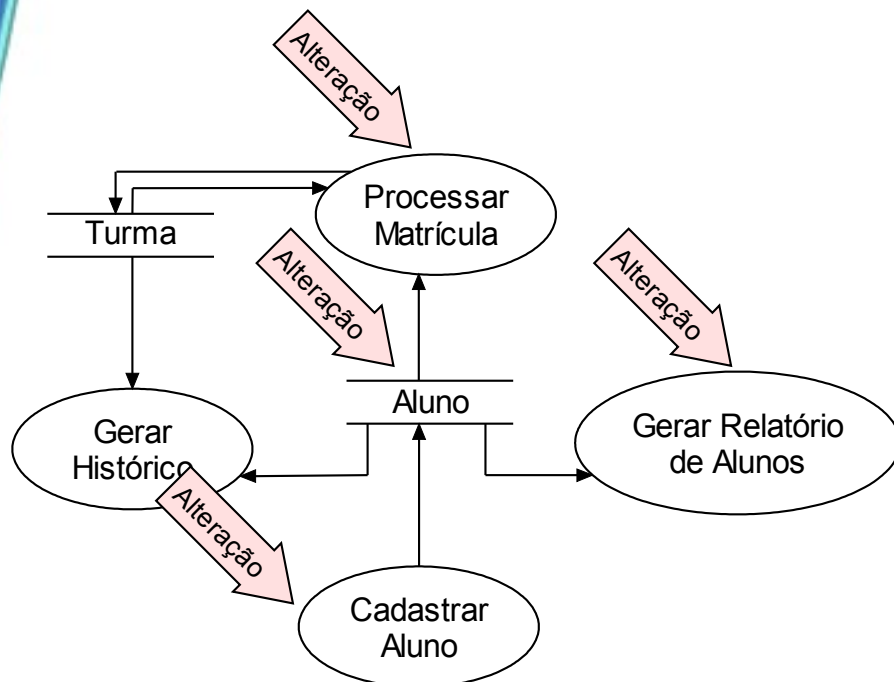 Alteração
Processar
Matrícula
Turma
Alteração
Alteração
Aluno
Gerar
Histórico
Gerar Relatório
de Alunos
Alteração
Cadastrar
Aluno